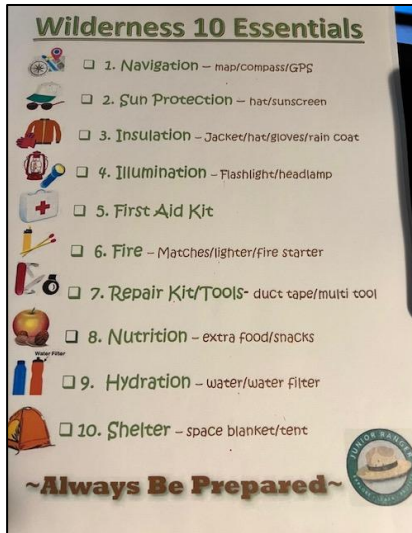 Wilderness 10 Essentials
1. Navigation – map/compass/GPS
2. Sun Protection – hat/sunscreen
3. Insulation – Jacket/hat/gloves/rain coat
4. Illumination – Flashlight/headlamp
5. First Aid Kit
6. Fire – Matches/lighter/fire starter
7. Repair Kit/Tools- duct tape/multi tool
8. Nutrition – extra food/snacks
Water Filter
9. Hydration – water/water filter
10. Shelter – space blanket/tent
JUNIOR RANGER
~Always Be Prepared~